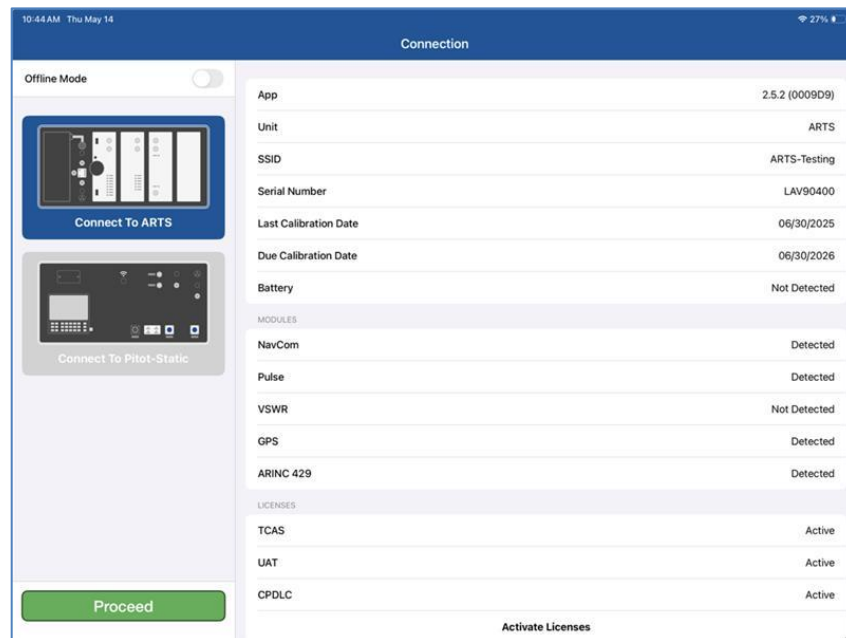 10:44 AM Thu May 14
27%
Connection
Offline Mode
Connect To ARTS
Connect To Pitot-Static
Proceed
App 2.5.2 (0009D9)
Unit ARTS
SSID ARTS-Testing
Serial Number LAV90400
Last Calibration Date 06/30/2025
Due Calibration Date 06/30/2026
Battery Not Detected
MODULES
NavCom Detected
Pulse Detected
VSWR Not Detected
GPS Detected
ARINC 429 Detected
LICENSES
TCAS Active
UAT Active
CPDLC Active
Activate Licenses